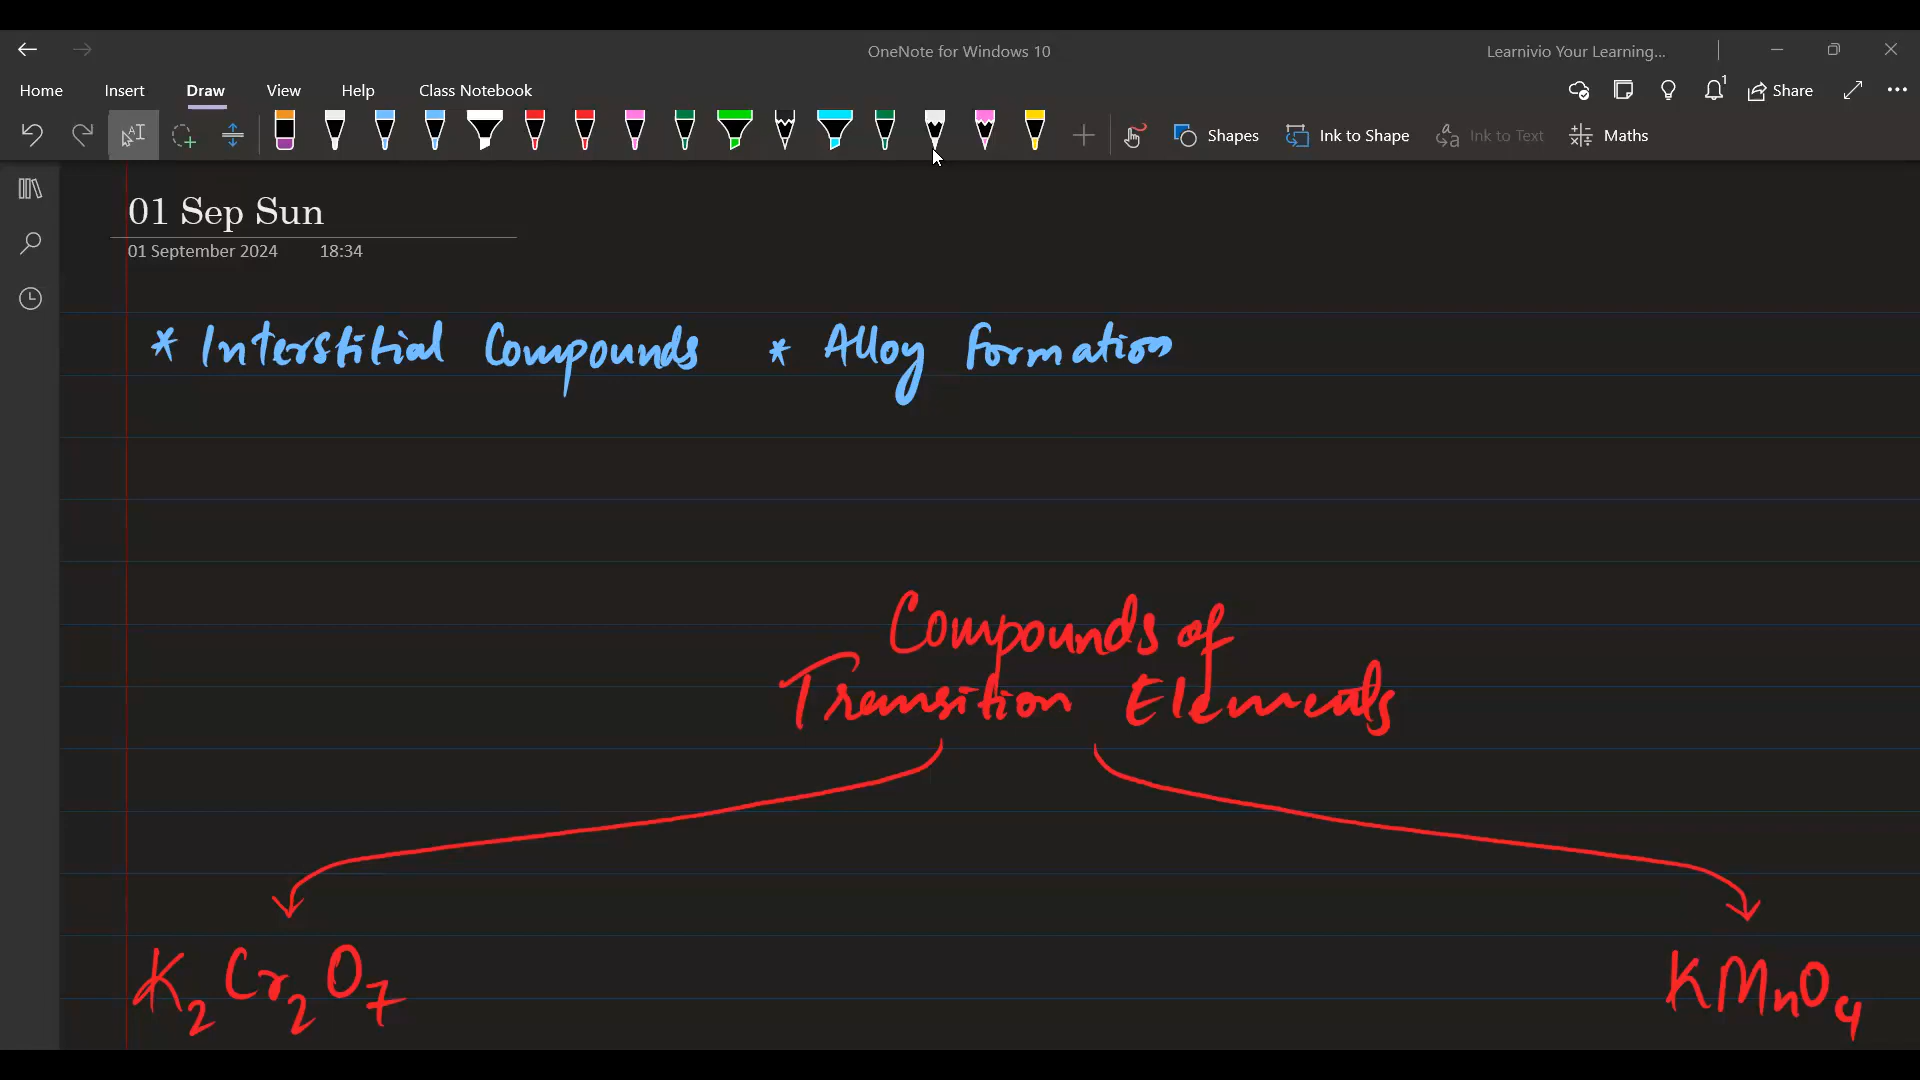 OneNote for Windows 10
Learnivio Your Learning...
Home Insert Draw View Help Class Notebook
1
Share
Shapes Ink to Shape Ink to Text Maths
01 Sep Sun
01 September 2024 18:34
* Interstitial Compounds * Alloy Formation
Compounds of
Transition Elements
K₂Cr₂O₇ KMnO₄